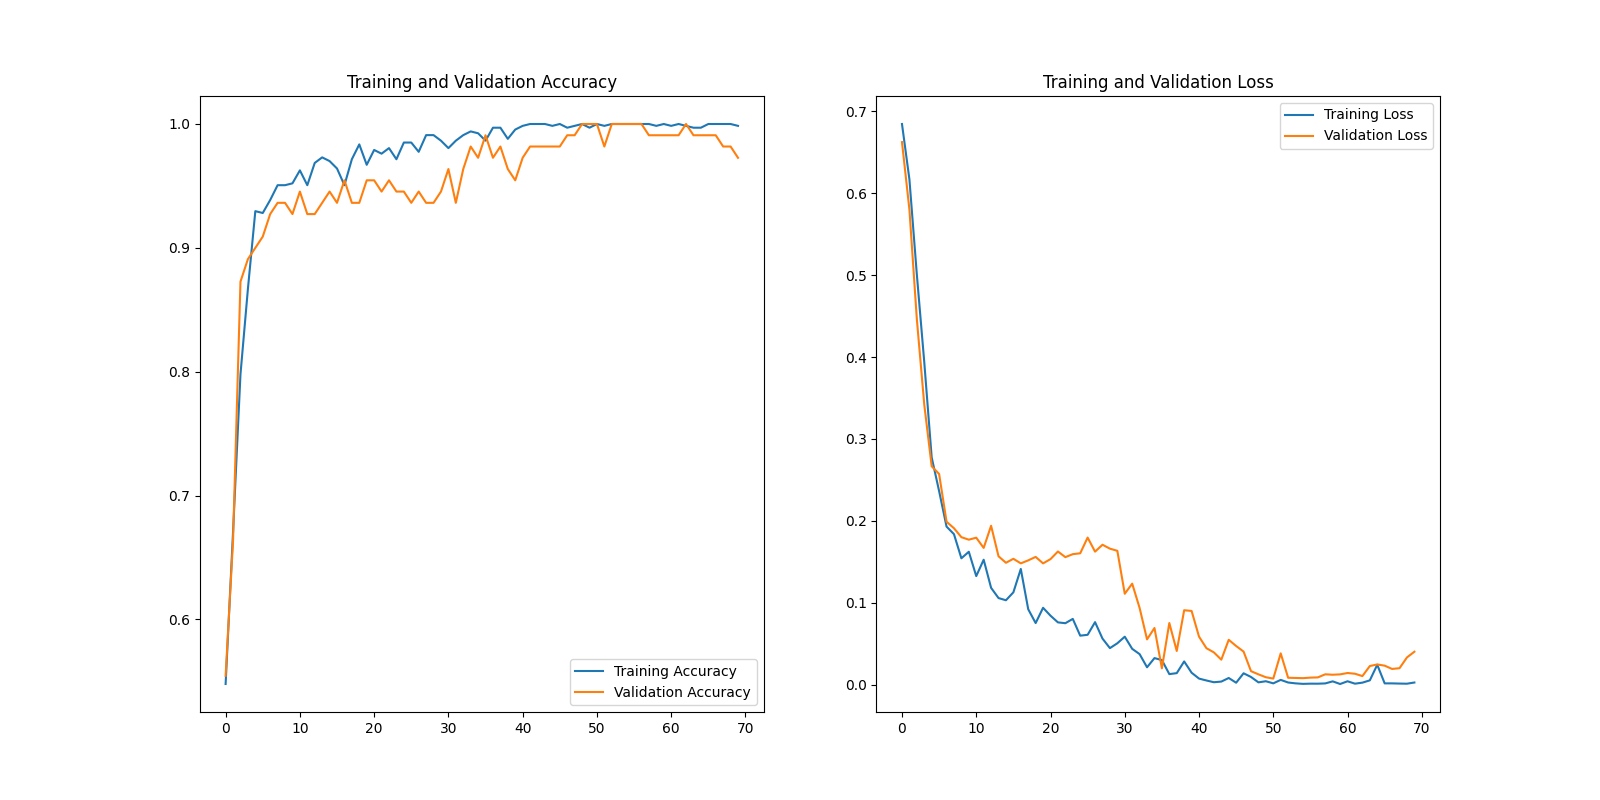 Training and Validation Accuracy
1.0
0.9
0.8
0.7
0.6
Training Accuracy
Validation Accuracy
0 10 20 30 40 50 60 70
Training and Validation Loss
0.7
0.6
0.5
0.4
0.3
0.2
0.1
0.0
Training Loss
Validation Loss
0 10 20 30 40 50 60 70